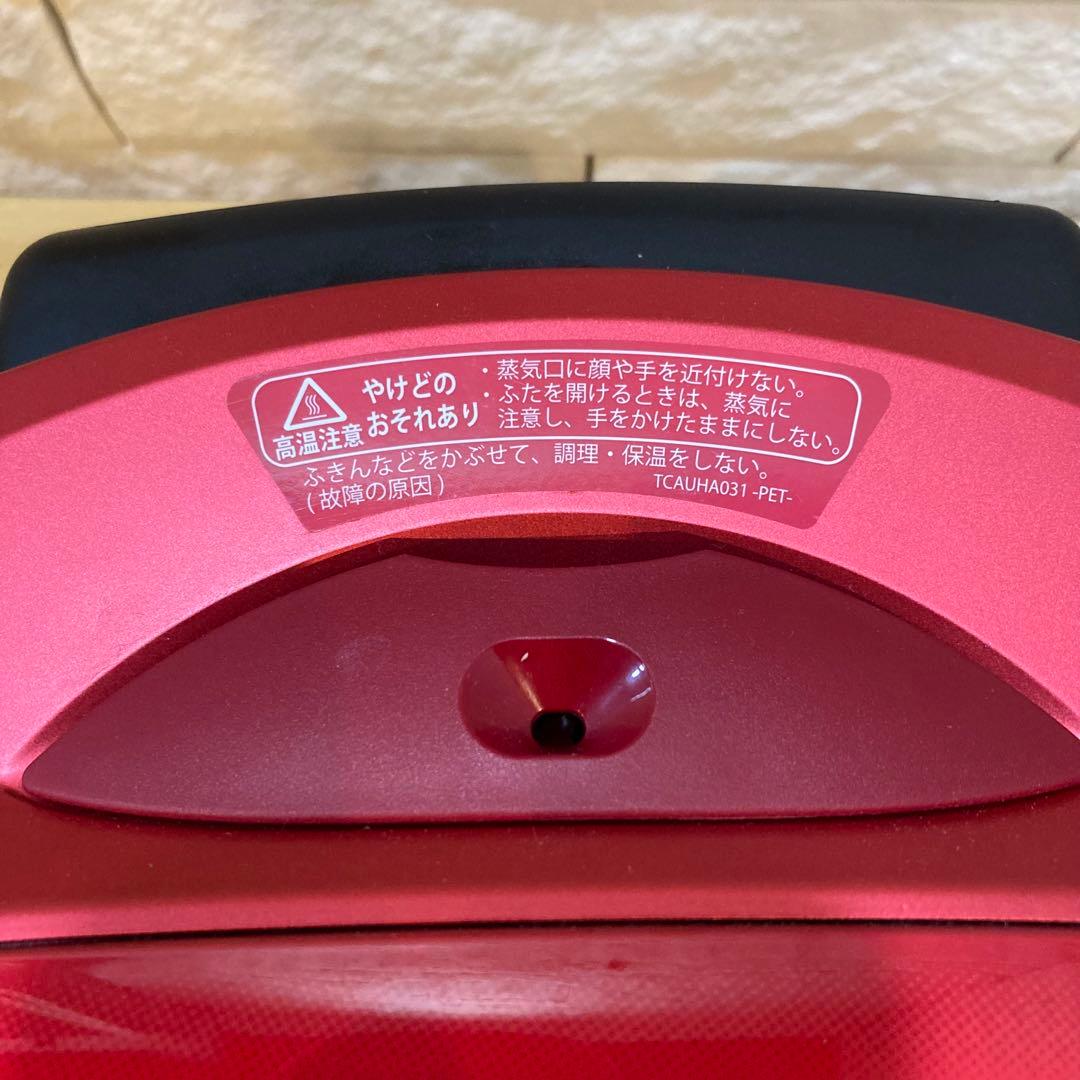 高温注意
やけどの
おそれあり
・蒸気口に顔や手を近付けない。
・ふたを開けるときは、蒸気に
注意し、手をかけたままにしない。
ふきんなどをかぶせて、調理・保温をしない。
(故障の原因)
TCAUHA031 -PET-